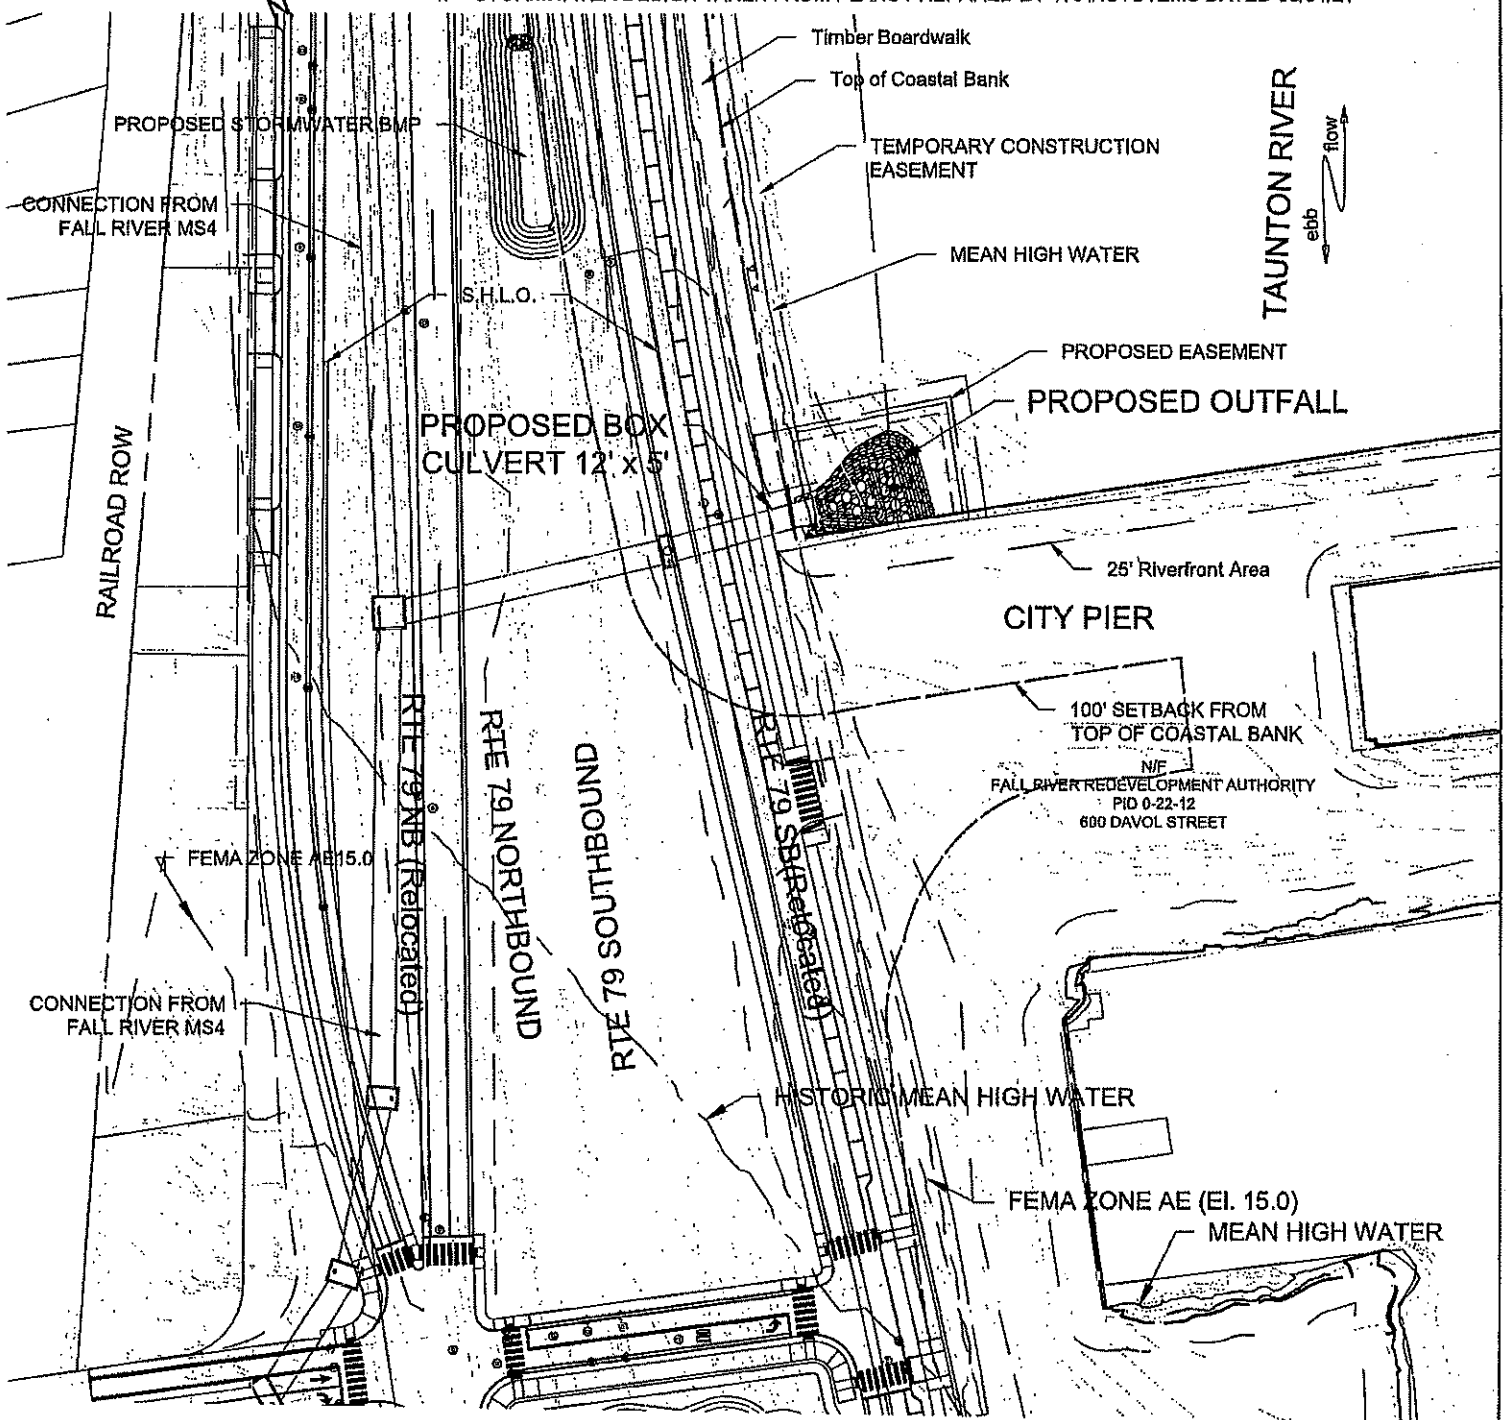 Timber Boardwalk
Top of Coastal Bank
PROPOSED STORMWATER BMP
TEMPORARY CONSTRUCTION
EASEMENT
TAUNTON RIVER
ebb
flow
CONNECTION FROM
FALL RIVER MS4
MEAN HIGH WATER
S.H.L.O.
PROPOSED EASEMENT
PROPOSED OUTFALL
PROPOSED BOX
CULVERT 12' x 5'
RAILROAD ROW
25' Riverfront Area
CITY PIER
100' SETBACK FROM
TOP OF COASTAL BANK
N/F
FALL RIVER REDEVELOPMENT AUTHORITY
PID 0-22-12
600 DAVOL STREET
RTE 79 NB (Relocated)
RTE 79 NORTHBOUND
RTE 79 SOUTHBOUND
RTE 79 SB(Relocated)
FEMA ZONE AE15.0
CONNECTION FROM
FALL RIVER MS4
HISTORIC MEAN HIGH WATER
FEMA ZONE AE (El. 15.0)
MEAN HIGH WATER